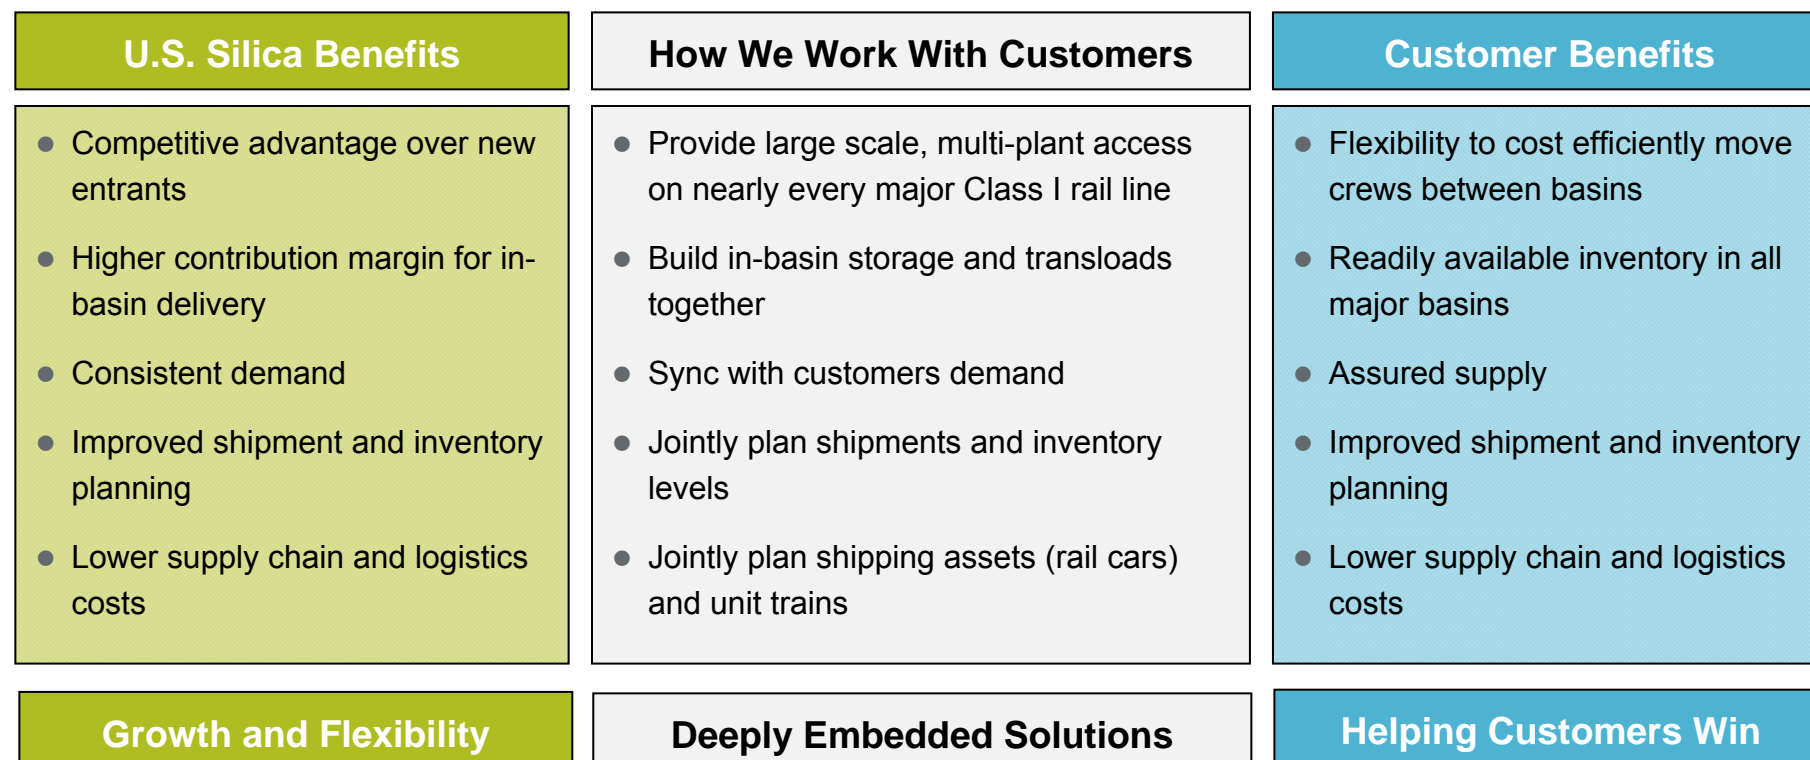 U.S. Silica Benefits
Competitive advantage over new
entrants
Higher contribution margin for in-
basin delivery
Consistent demand
Improved shipment and inventory
planning
Lower supply chain and logistics
costs
Growth and Flexibility
How We Work With Customers
Provide large scale, multi-plant access
on nearly every major Class I rail line
Build in-basin storage and transloads
together
Sync with customers demand
Jointly plan shipments and inventory
levels
Jointly plan shipping assets (rail cars)
and unit trains
Deeply Embedded Solutions
Customer Benefits
Flexibility to cost efficiently move
crews between basins
Readily available inventory in all
major basins
Assured supply
Improved shipment and inventory
planning
Lower supply chain and logistics
costs
Helping Customers Win